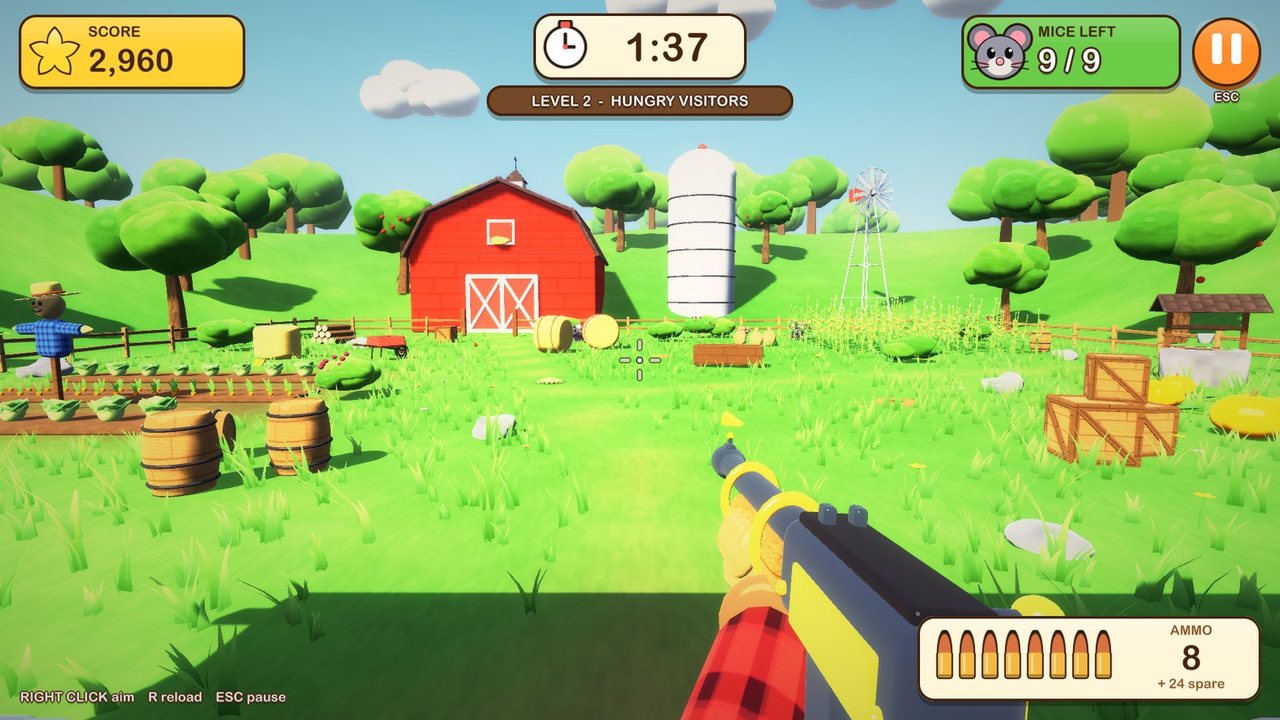 SCORE
2,960
1:37
LEVEL 2 - HUNGRY VISITORS
MICE LEFT
9 / 9
ESC
AMMO
8
+ 24 spare
RIGHT CLICK aim R reload ESC pause